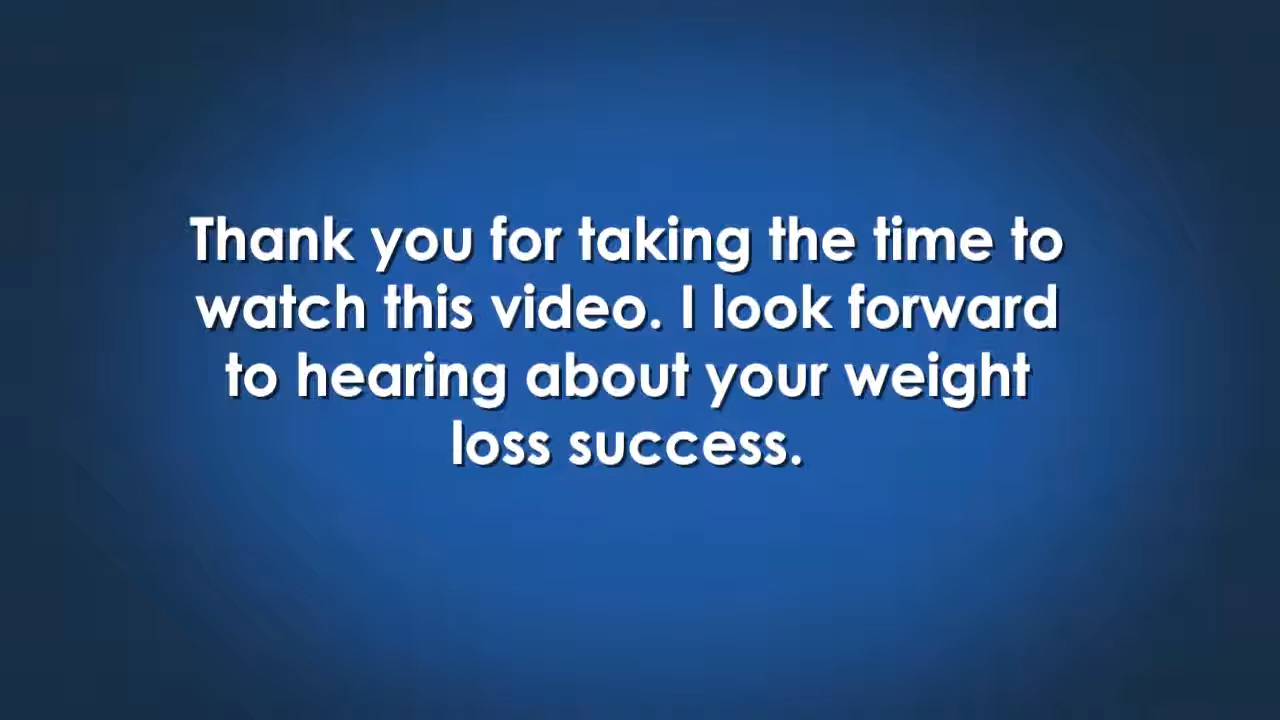 Thank you for taking the time to
watch this video. I look forward
to hearing about your weight
loss success.